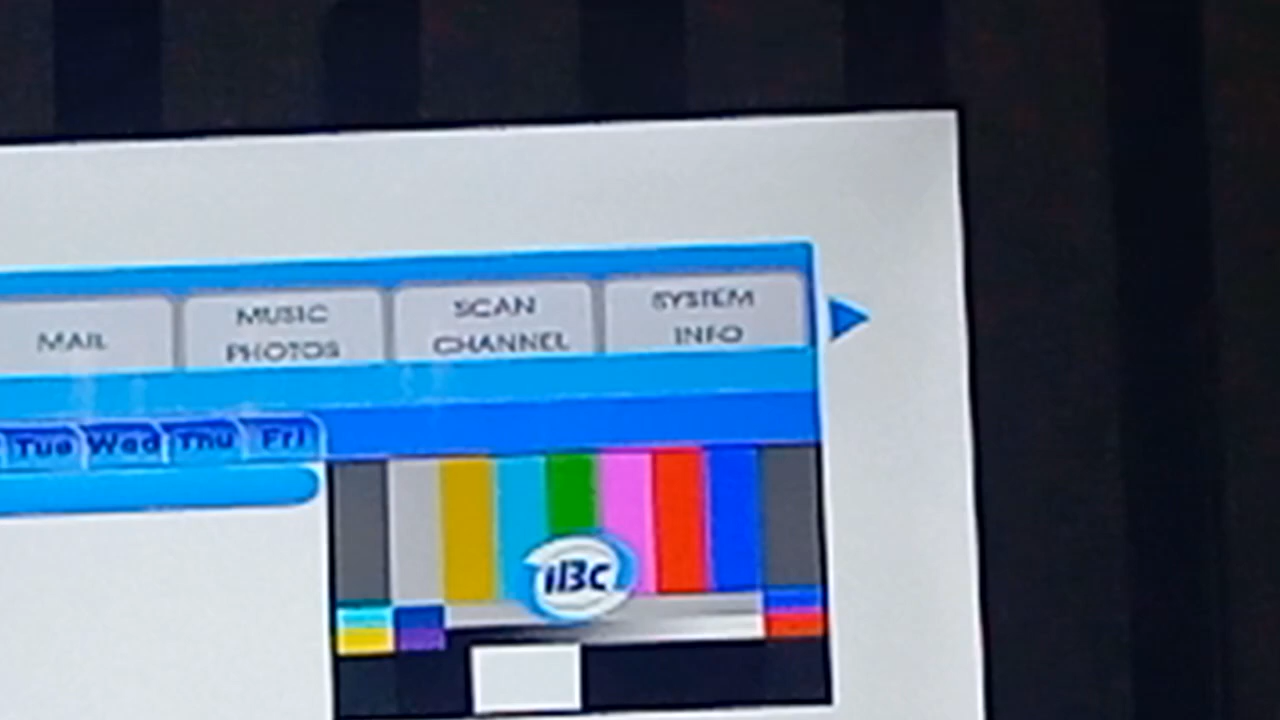 MAIL
MUSIC
PHOTOS
SCAN
CHANNEL
SYSTEM
INFO
Tue Wed Thu Fri
iBC